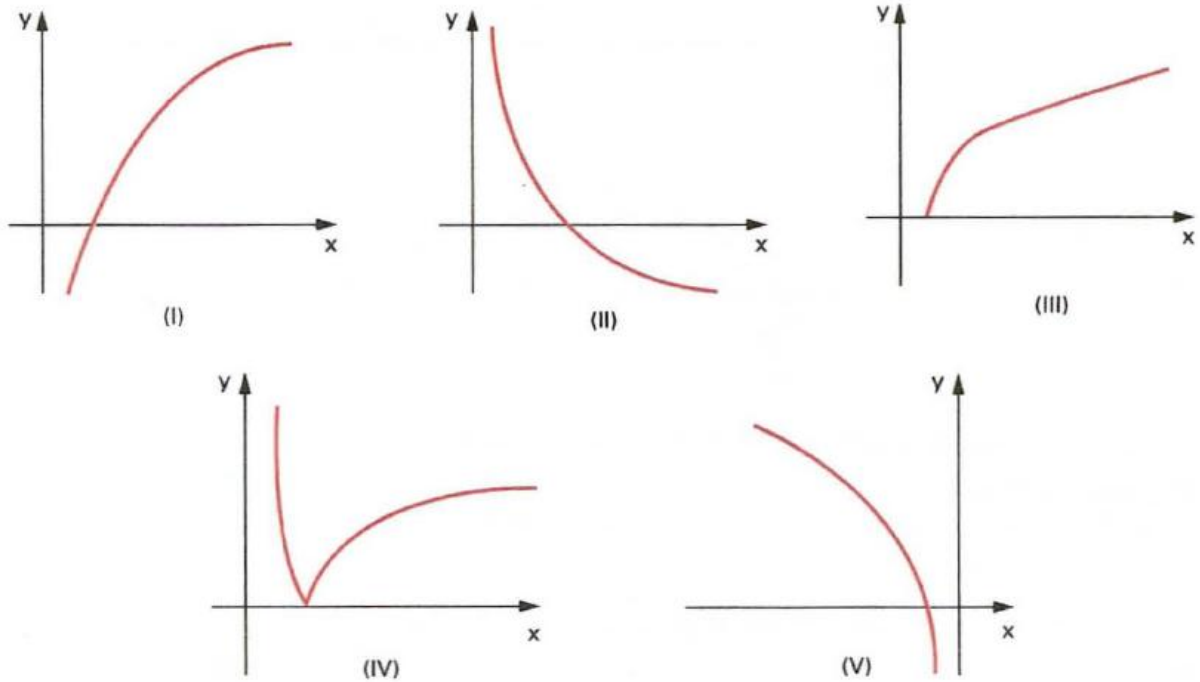 y y y
x x x
(I) (II) (III)
y y
x x
(IV) (V)